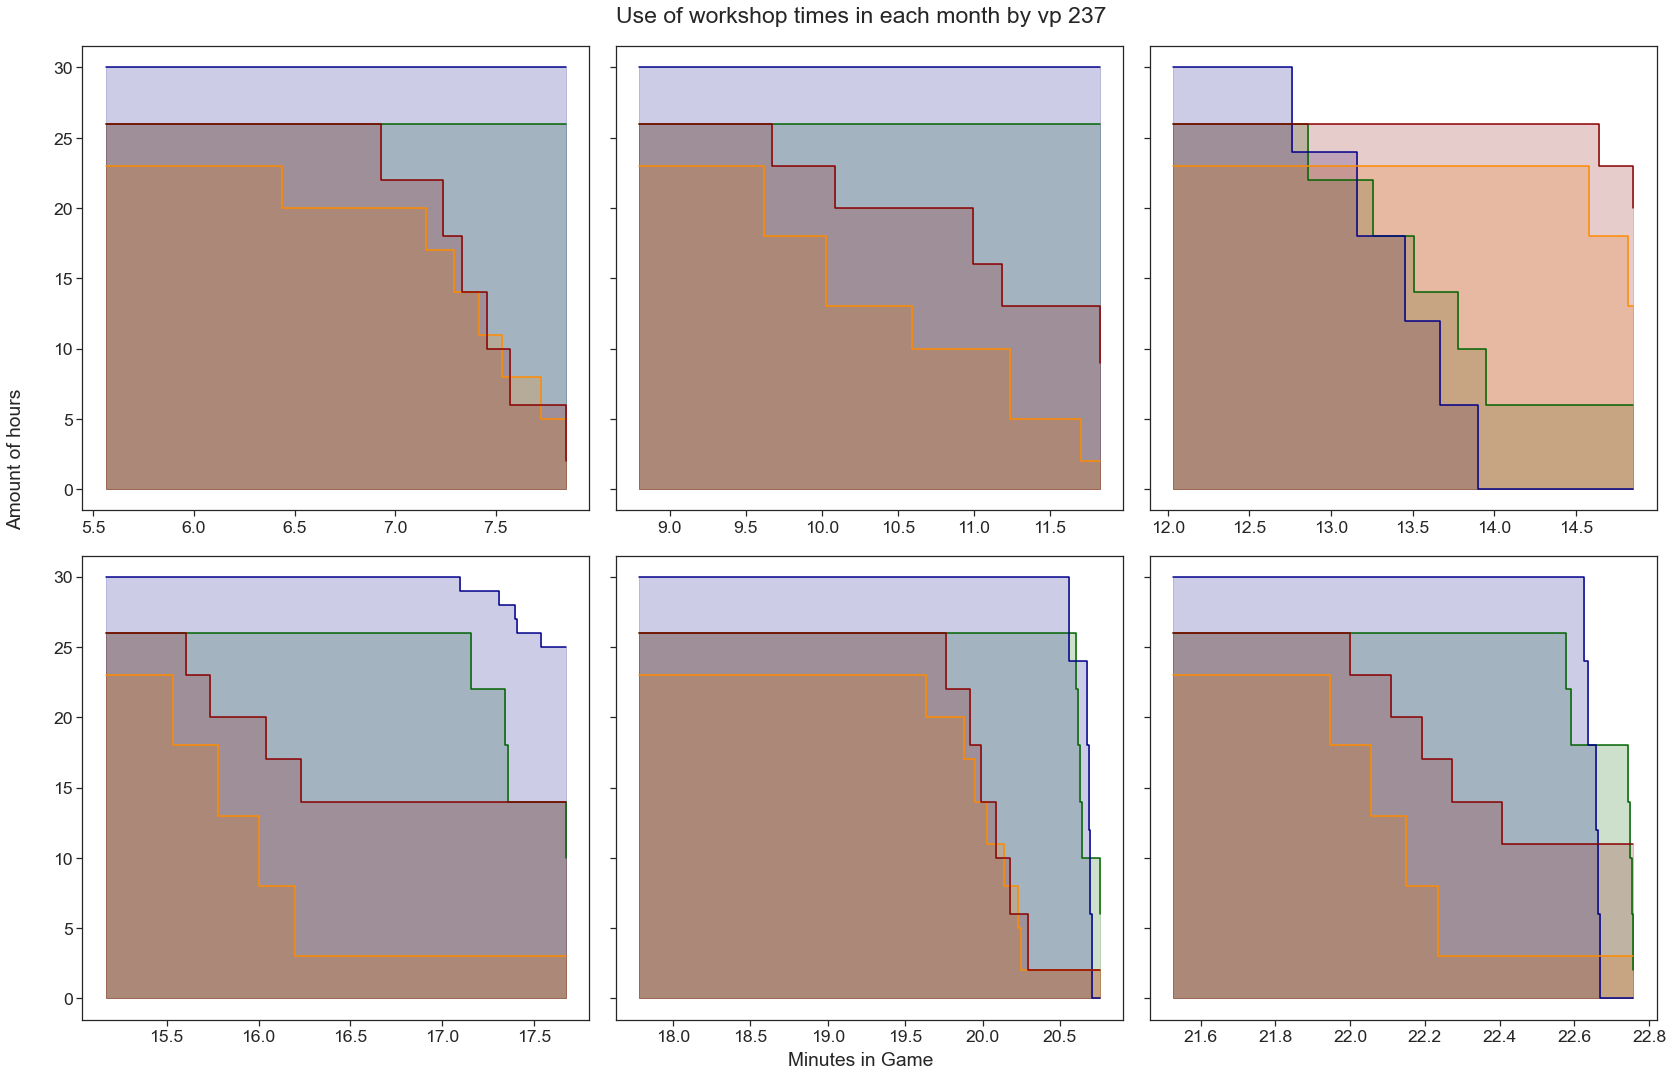 Use of workshop times in each month by vp 237
Amount of hours
30
25
20
15
10
5
0
5.5 6.0 6.5 7.0 7.5
9.0 9.5 10.0 10.5 11.0 11.5
12.0 12.5 13.0 13.5 14.0 14.5
30
25
20
15
10
5
0
15.5 16.0 16.5 17.0 17.5
18.0 18.5 19.0 19.5 20.0 20.5
21.6 21.8 22.0 22.2 22.4 22.6 22.8
Minutes in Game